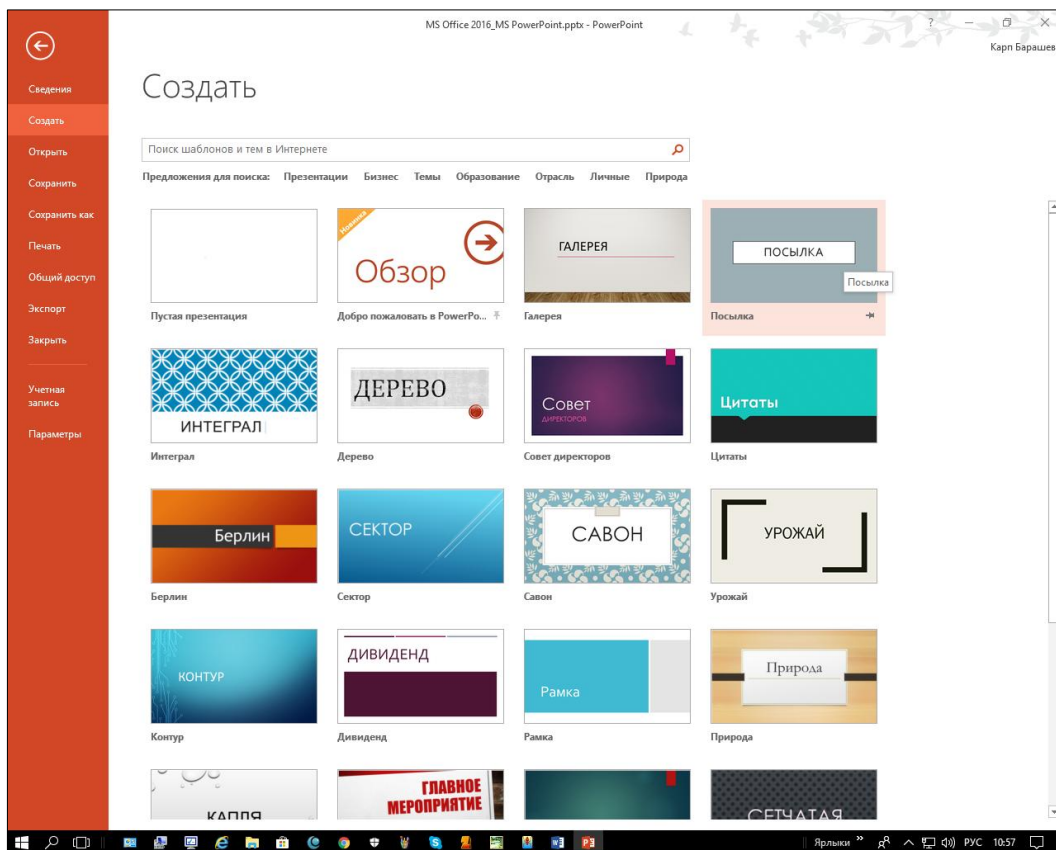 MS Office 2016_MS PowerPoint.pptx - PowerPoint
?
Карп Барашев
Сведения
Создать
Открыть
Сохранить
Сохранить как
Печать
Общий доступ
Экспорт
Закрыть
Учетная
запись
Параметры
Создать
Поиск шаблонов и тем в Интернете
Предложения для поиска: Презентации Бизнес Темы Образование Отрасль Личные Природа
Новинка
Обзор
ГАЛЕРЕЯ
ПОСЫЛКА
Посылка
Пустая презентация
Добро пожаловать в PowerPo...
Галерея
Посылка
ИНТЕГРАЛ
ДЕРЕВО
Совет
ДИРЕКТОРОВ
Цитаты
Интеграл
Дерево
Совет директоров
Цитаты
Берлин
СЕКТОР
САВОН
УРОЖАЙ
Берлин
Сектор
Савон
Урожай
КОНТУР
ДИВИДЕНД
Рамка
Природа
Контур
Дивиденд
Рамка
Природа
КАПЛЯ
ГЛАВНОЕ
МЕРОПРИЯТИЕ
СЕТЧАТАЯ
Ярлыки
РУС
10:57